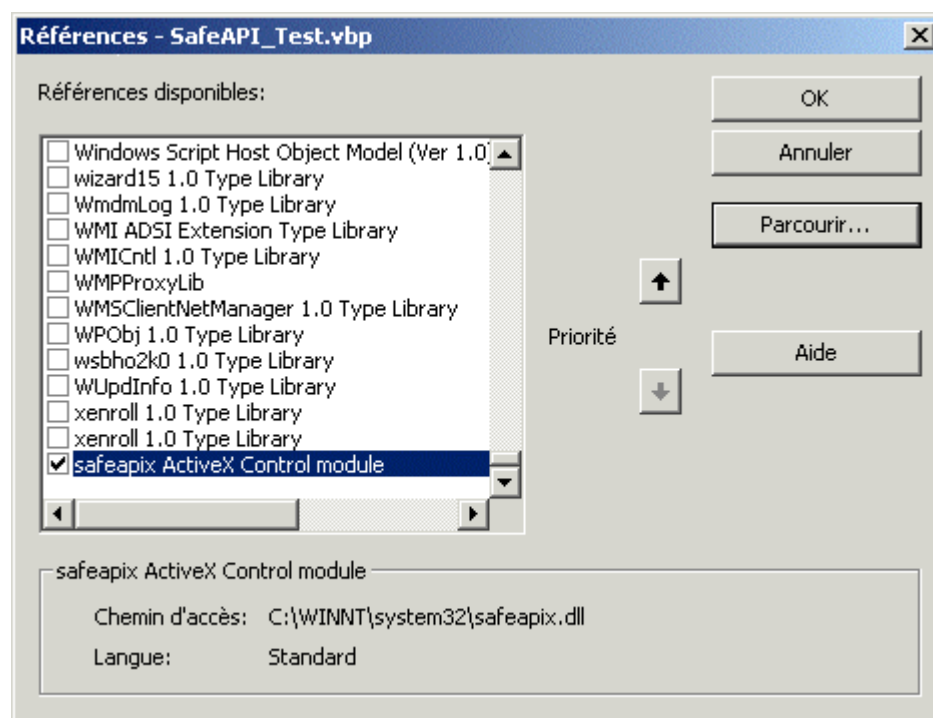 Références - SafeAPI_Test.vbp
Références disponibles:
Windows Script Host Object Model (Ver 1.0)
wizard15 1.0 Type Library
WmdmLog 1.0 Type Library
WMI ADSI Extension Type Library
WMICntl 1.0 Type Library
WMPProxyLib
WMSClientNetManager 1.0 Type Library
WPObj 1.0 Type Library
wsbho2k0 1.0 Type Library
WUpdInfo 1.0 Type Library
xenroll 1.0 Type Library
xenroll 1.0 Type Library
safeapix ActiveX Control module
OK
Annuler
Parcourir...
Priorité
Aide
safeapix ActiveX Control module
Chemin d'accès: C:\WINNT\system32\safeapix.dll
Langue: Standard